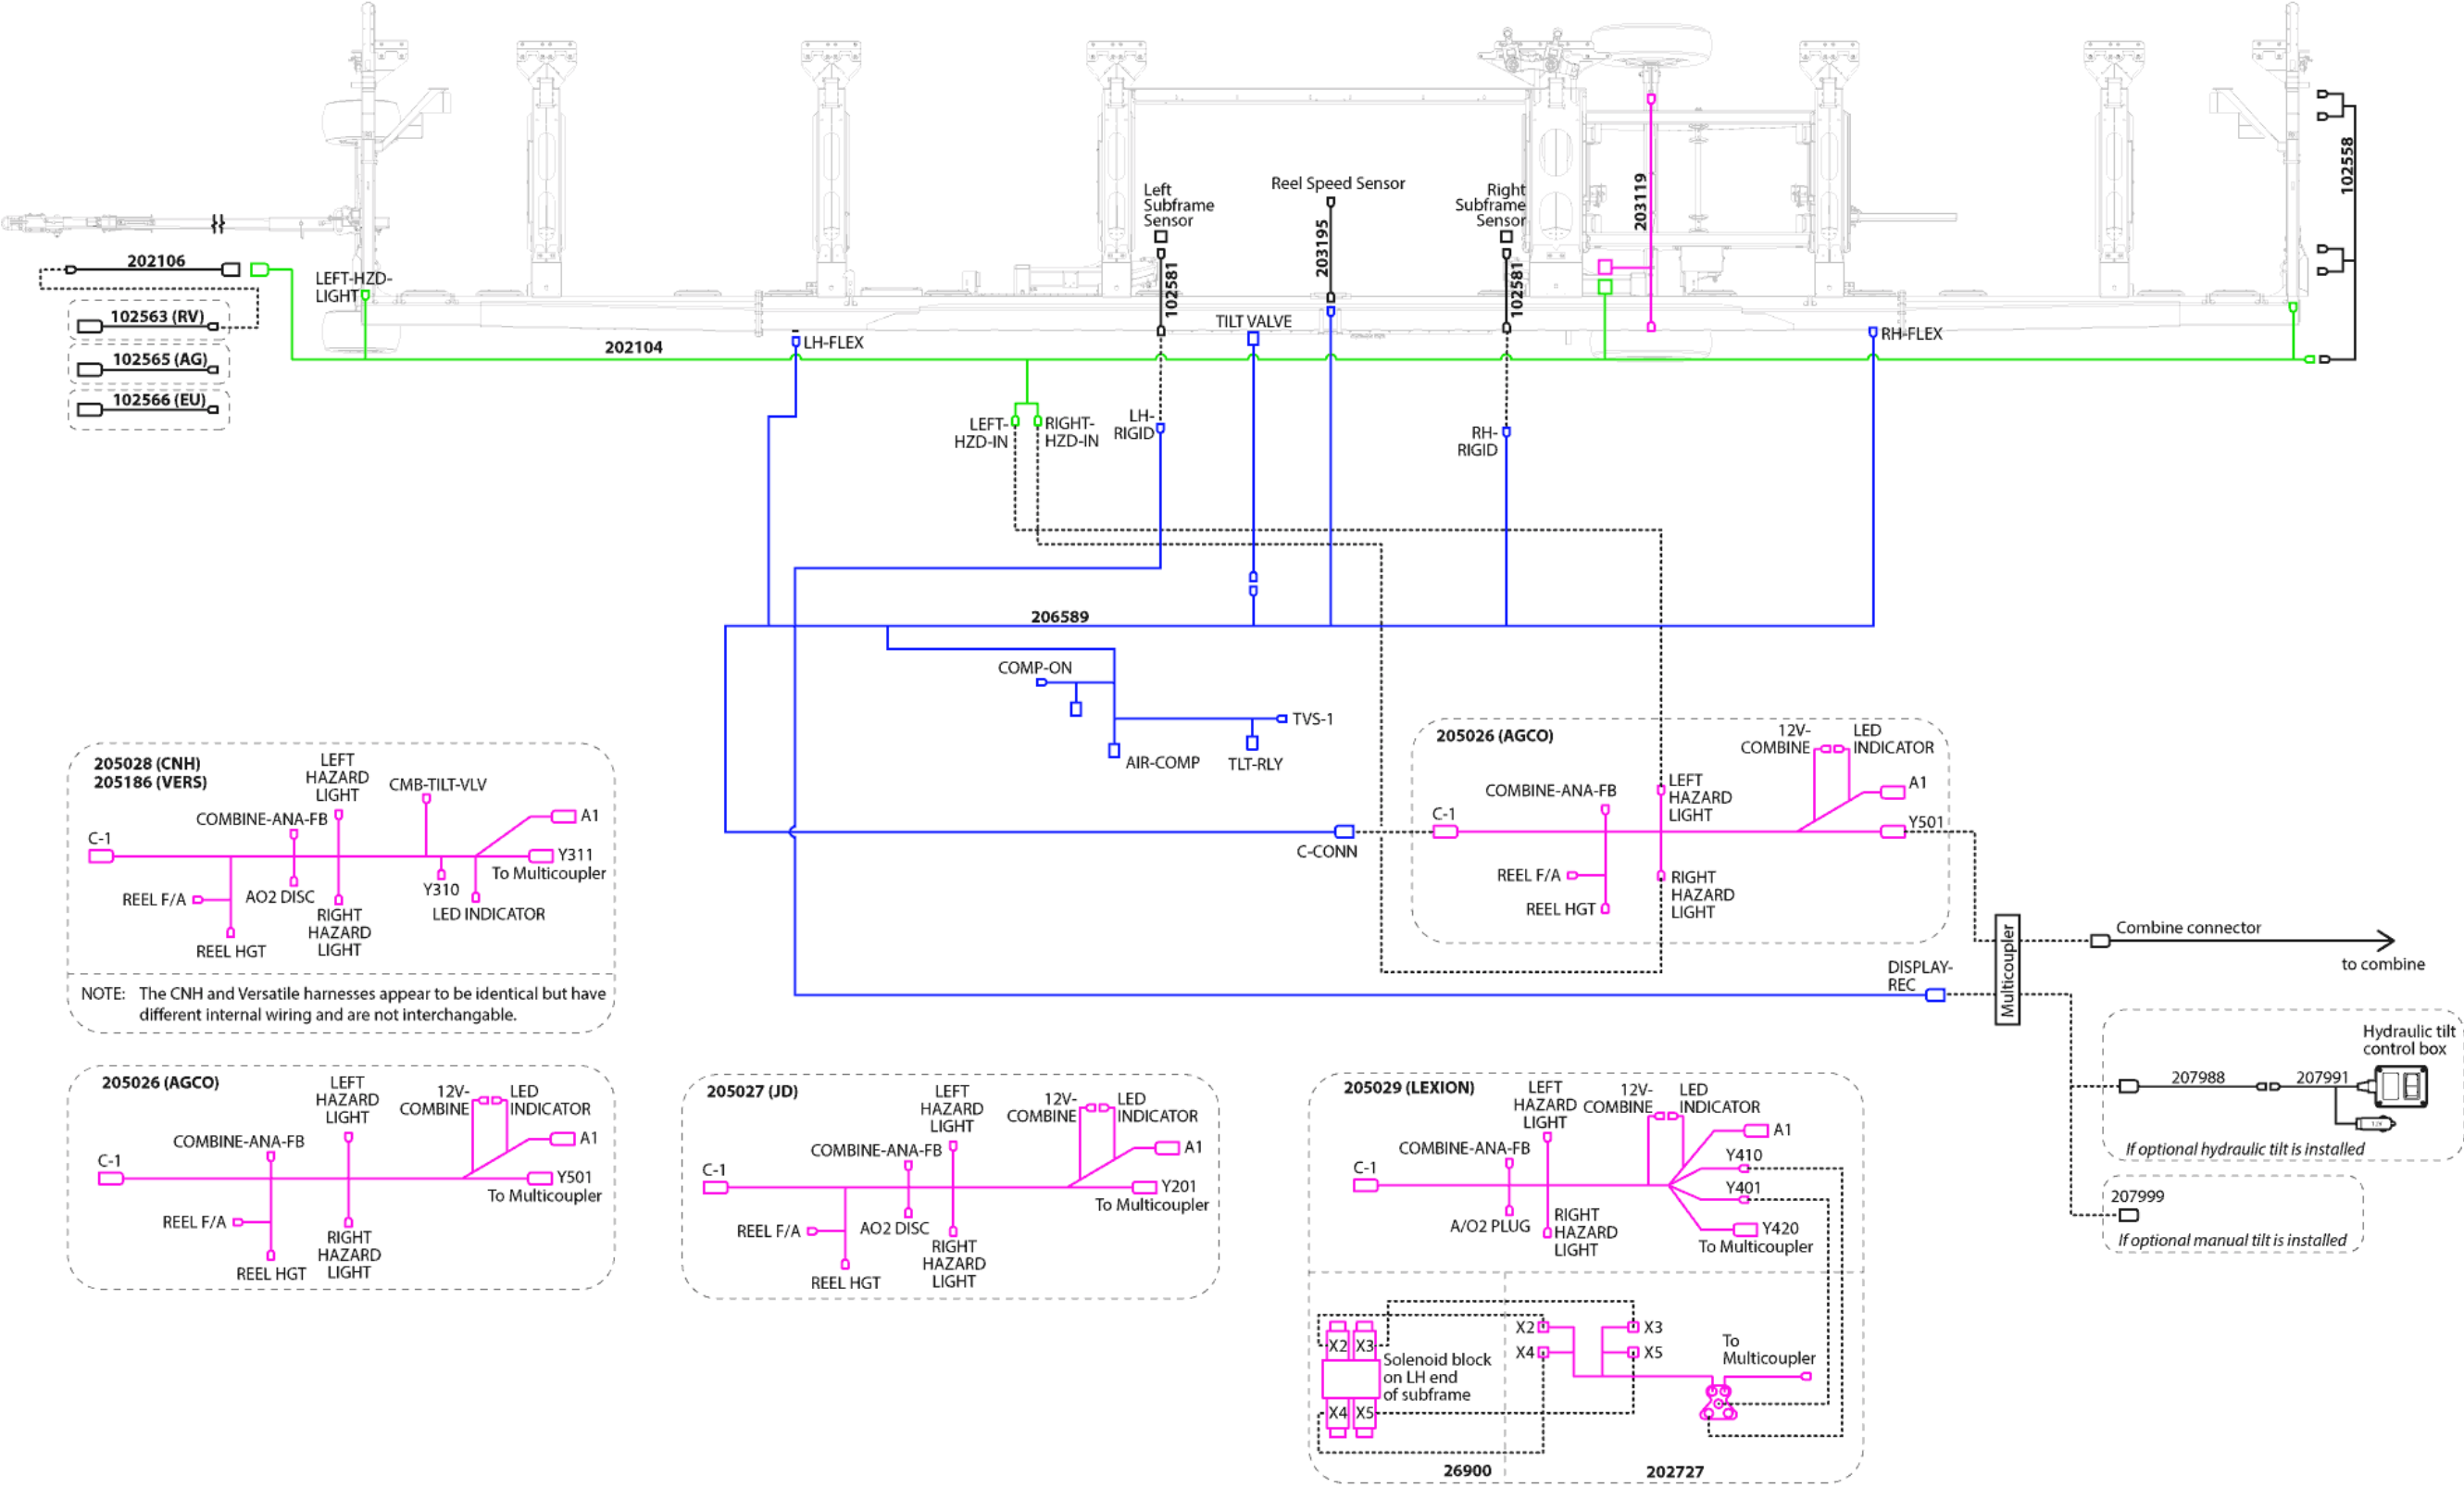 202106
102563 (RV)
102565 (AG)
102566 (EU)
LEFT-HZD-
LIGHT
202104
LH-FLEX
Left
Subframe
Sensor
102581
Reel Speed Sensor
203195
TILT VALVE
Right
Subframe
Sensor
102581
203119
RH-FLEX
102558
LEFT-
HZD-IN
RIGHT-
HZD-IN
LH-
RIGID
RH-
RIGID
206589
COMP-ON
TVS-1
AIR-COMP
TLT-RLY
C-CONN
205026 (AGCO)
12V-
COMBINE
LED
INDICATOR
COMBINE-ANA-FB
LEFT
HAZARD
LIGHT
A1
C-1
Y501
REEL F/A
REEL HGT
RIGHT
HAZARD
LIGHT
DISPLAY-
REC
Multicoupler
Combine connector
to combine
Hydraulic tilt
control box
207988
207991
12V
If optional hydraulic tilt is installed
207999
If optional manual tilt is installed
205028 (CNH)
205186 (VERS)
LEFT
HAZARD
LIGHT
CMB-TILT-VLV
COMBINE-ANA-FB
A1
C-1
Y311
To Multicoupler
REEL F/A
AO2 DISC
Y310
LED INDICATOR
RIGHT
HAZARD
LIGHT
REEL HGT
NOTE: The CNH and Versatile harnesses appear to be identical but have
different internal wiring and are not interchangable.
205026 (AGCO)
LEFT
HAZARD
LIGHT
12V-
COMBINE
LED
INDICATOR
COMBINE-ANA-FB
A1
C-1
Y501
To Multicoupler
REEL F/A
REEL HGT
RIGHT
HAZARD
LIGHT
205027 (JD)
LEFT
HAZARD
LIGHT
12V-
COMBINE
LED
INDICATOR
COMBINE-ANA-FB
A1
C-1
Y201
To Multicoupler
REEL F/A
AO2 DISC
REEL HGT
RIGHT
HAZARD
LIGHT
205029 (LEXION)
LEFT
HAZARD
LIGHT
12V-
COMBINE
LED
INDICATOR
COMBINE-ANA-FB
A1
C-1
Y410
Y401
Y420
To Multicoupler
A/O2 PLUG
RIGHT
HAZARD
LIGHT
X2 X3
X4 X5
Solenoid block
on LH end
of subframe
X2
X4
X3
X5
To
Multicoupler
26900
202727